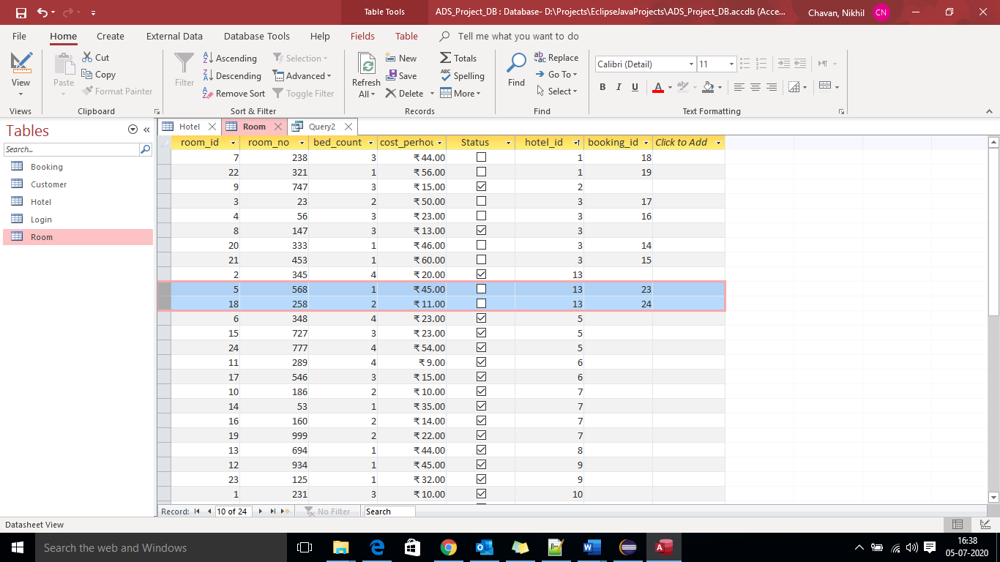 Table Tools
ADS_Project_DB : Database- D:\Projects\EclipseJavaProjects\ADS_Project_DB.accdb (Acce...
Chavan, Nikhil
CN
File Home Create External Data Database Tools Help Fields Table Tell me what you want to do
View
Views
Paste
Cut
Copy
Format Painter
Clipboard
Filter
Ascending
Descending
Remove Sort
Selection
Advanced
Toggle Filter
Sort & Filter
Refresh
All
New
Save
Delete
Totals
Spelling
More
Records
Find
Replace
Go To
Select
Find
Calibri (Detail) 11
B I U A
Text Formatting
Tables
Search...
Booking
Customer
Hotel
Login
Room
Hotel Room Query2
room_id room_no bed_count cost_perhou Status hotel_id booking_id Click to Add
7 238 3 ₹ 44.00 1 18
22 321 1 ₹ 56.00 1 19
9 747 3 ₹ 15.00 2
3 23 2 ₹ 50.00 3 17
4 56 3 ₹ 23.00 3 16
8 147 3 ₹ 13.00 3
20 333 1 ₹ 46.00 3 14
21 453 1 ₹ 60.00 3 15
2 345 4 ₹ 20.00 13
5 568 1 ₹ 45.00 13 23
18 258 2 ₹ 11.00 13 24
6 348 4 ₹ 23.00 5
15 727 3 ₹ 23.00 5
24 777 4 ₹ 54.00 5
11 289 4 ₹ 9.00 6
17 546 3 ₹ 15.00 6
10 186 2 ₹ 10.00 7
14 53 1 ₹ 35.00 7
16 160 2 ₹ 14.00 7
19 999 2 ₹ 22.00 7
13 694 1 ₹ 44.00 8
12 934 1 ₹ 45.00 9
23 125 1 ₹ 32.00 9
1 231 3 ₹ 10.00 10
Record: 10 of 24 No Filter Search
Datasheet View
Search the web and Windows
16:38
05-07-2020